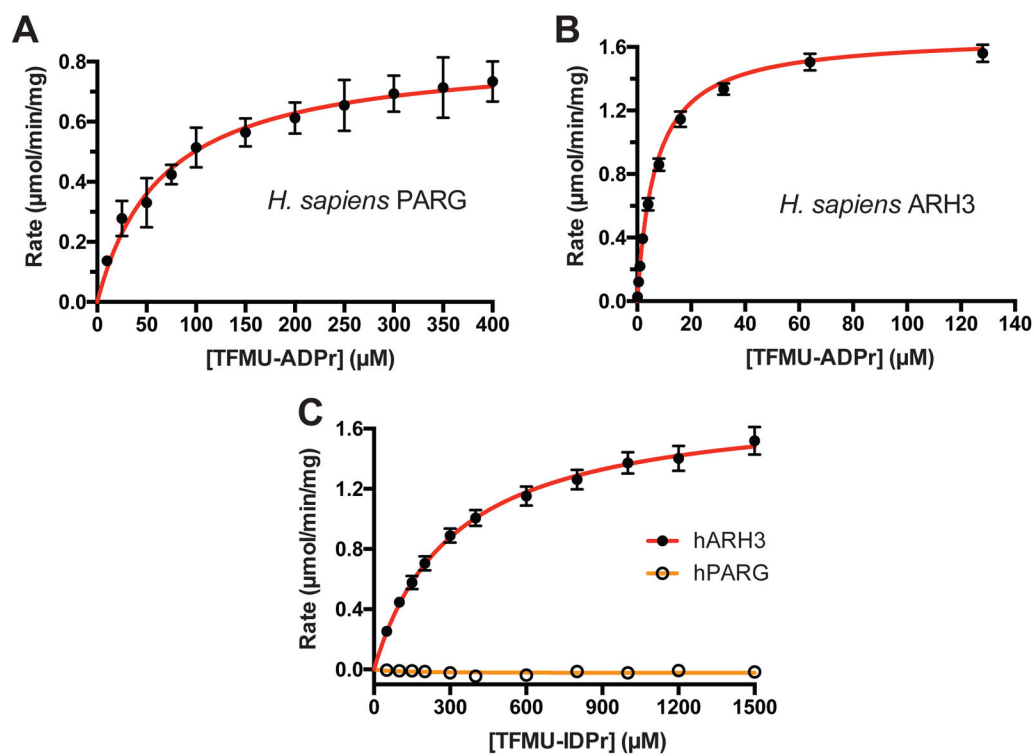 A
Rate (µmol/min/mg)
0.8
0.6
0.4
0.2
0.0
H. sapiens PARG
0 50 100 150 200 250 300 350 400
[TFMU-ADPr] (µM)
B
Rate (µmol/min/mg)
1.6
1.2
0.8
0.4
0.0
H. sapiens ARH3
0 20 40 60 80 100 120 140
[TFMU-ADPr] (µM)
C
Rate (µmol/min/mg)
1.6
1.2
0.8
0.4
0.0
hARH3
hPARG
0 300 600 900 1200 1500
[TFMU-IDPr] (µM)